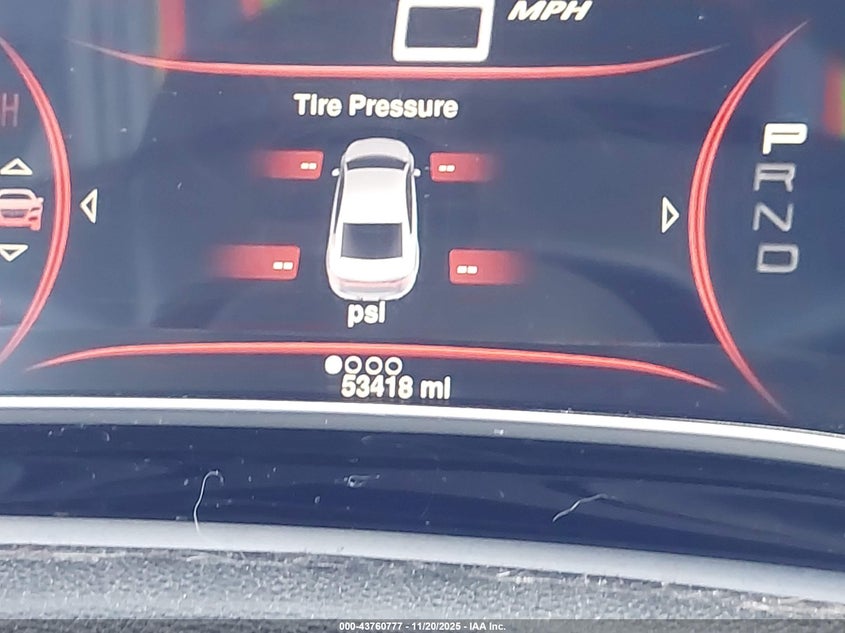 MPH
H
Tire Pressure
P
-- --
R
N
-- --
D
psi
53418 mi
000-43760777 - 11/20/2025 - IAA Inc.